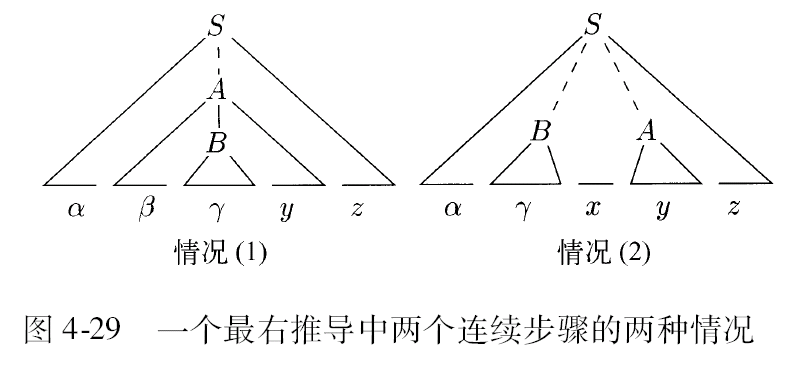 S S
A
B B A
α β γ y z α γ x y z
情况 (1) 情况 (2)
图 4-29 一个最右推导中两个连续步骤的两种情况